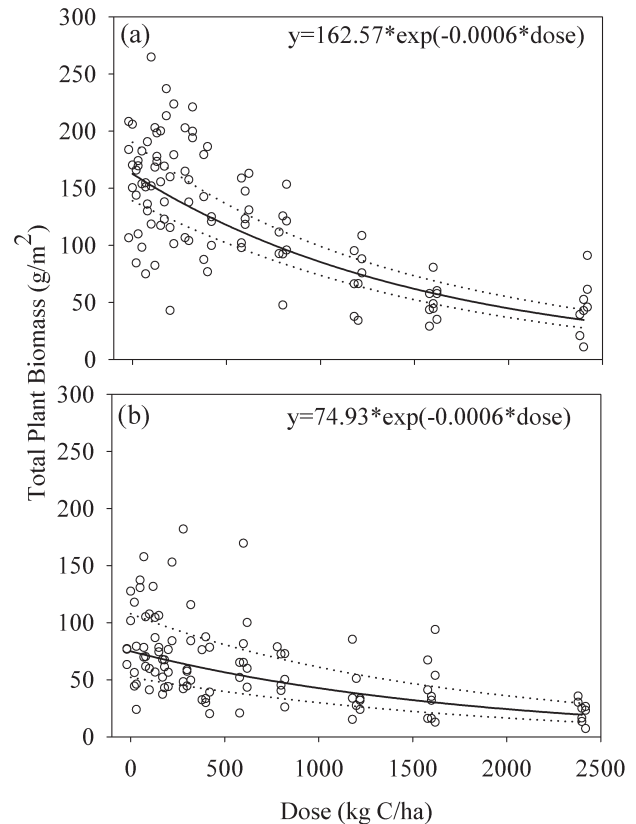 300
(a)
y=162.57*exp(-0.0006*dose)
250
200
150
100
50
0
Total Plant Biomass (g/m²)
300
(b)
y=74.93*exp(-0.0006*dose)
250
200
150
100
50
0
0 500 1000 1500 2000 2500
Dose (kg C/ha)